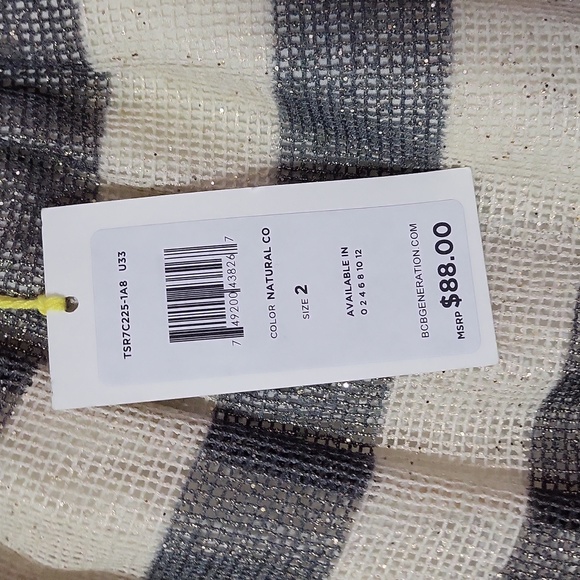 TSR7C225-1A8 U33
7 49200 43826 7
COLOR NATURAL CO
SIZE 2
AVAILABLE IN
0 2 4 6 8 10 12
BCBGENERATION.COM
MSRP $88.00